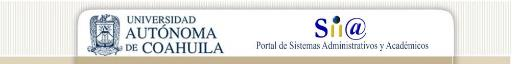 UNIVERSIDAD
AUTÓNOMA
DE COAHUILA
Sii@
Portal de Sistemas Administrativos y Académicos